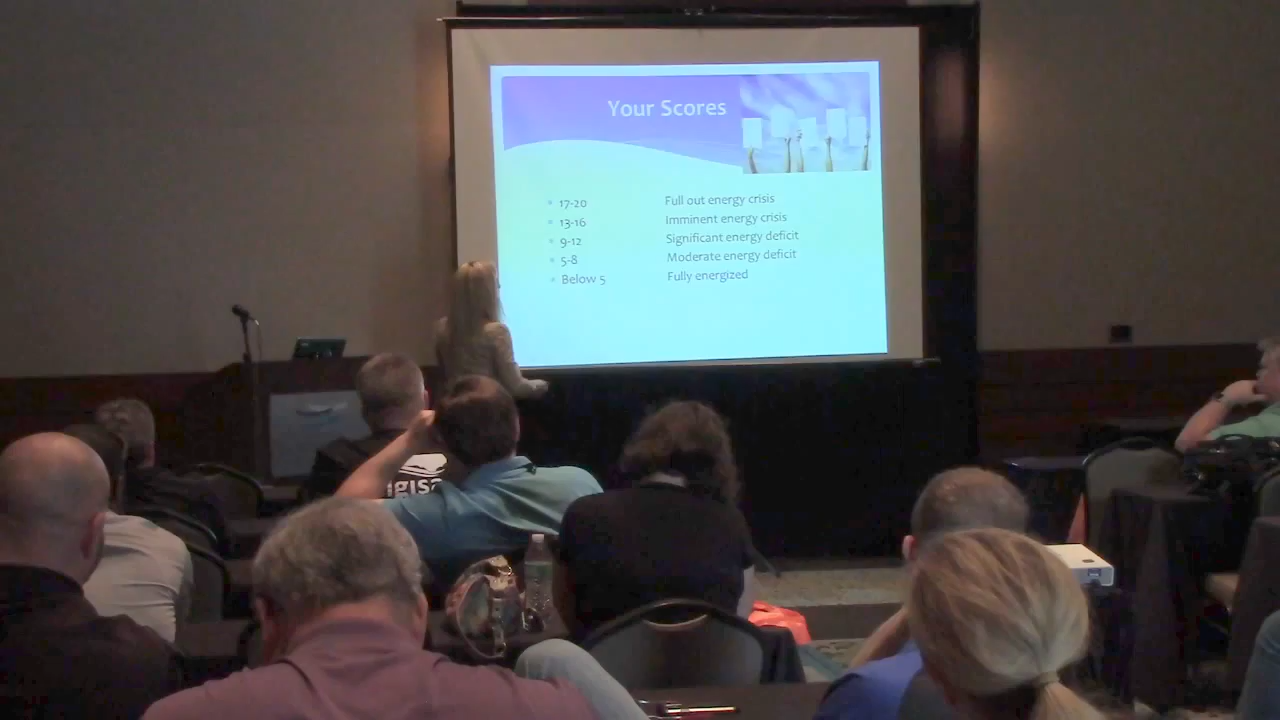 Your Scores
17-20 Full out energy crisis
13-16 Imminent energy crisis
9-12 Significant energy deficit
5-8 Moderate energy deficit
Below 5 Fully energized